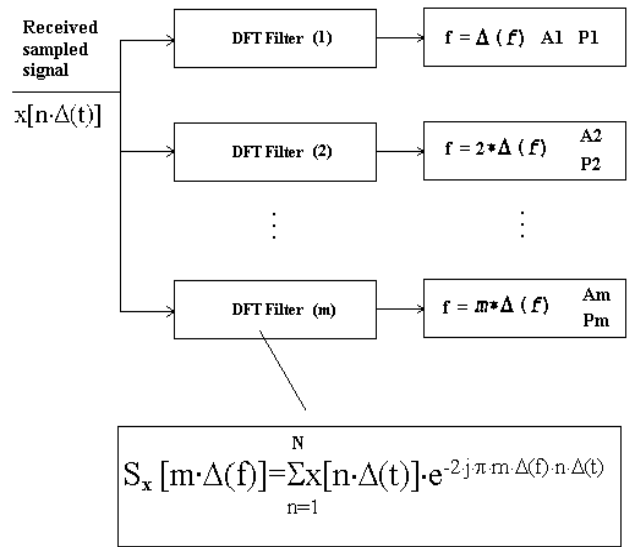 Received
sampled
signal
x[n·Δ(t)]
DFT Filter (1)
f = Δ (f) A1 P1
DFT Filter (2)
f = 2*Δ (f) A2
P2
⋮ ⋮
DFT Filter (m)
f = m*Δ (f) Am
Pm
N
Sₓ [m·Δ(f)]=Σx[n·Δ(t)]·e^-2·j·π·m·Δ(f)·n·Δ(t)
n=1